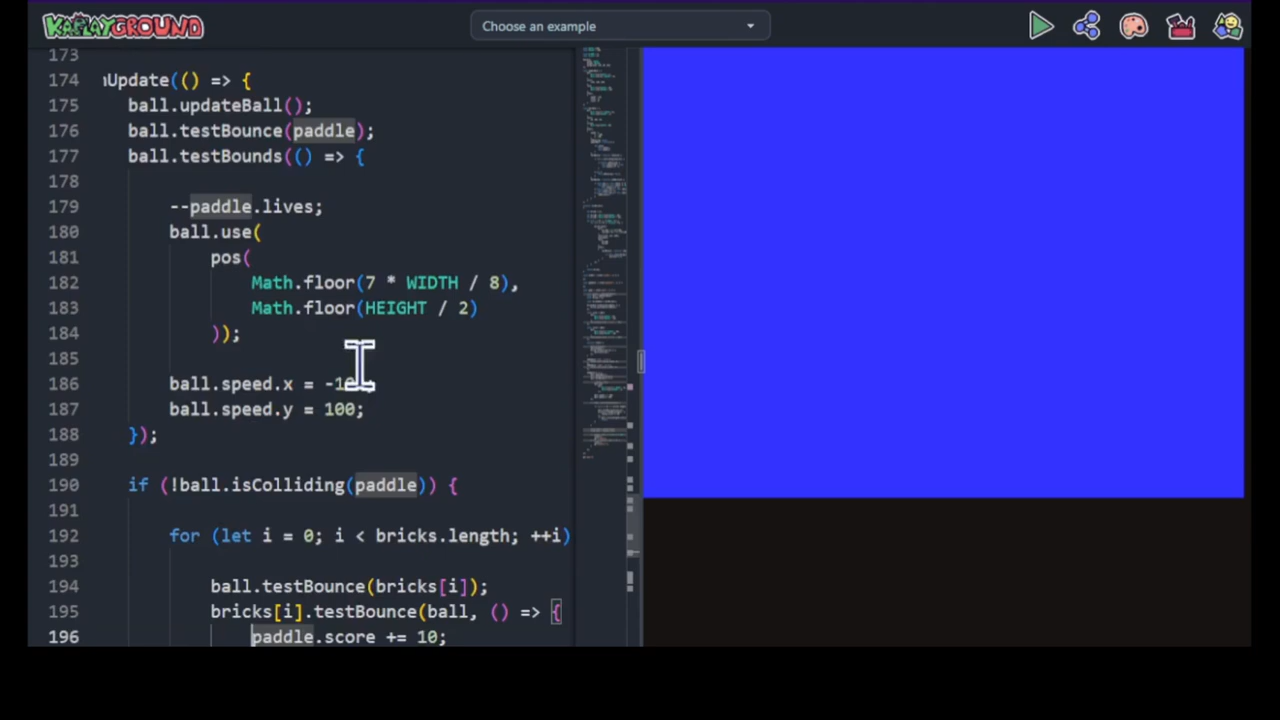 KAPLAYGROUND
Choose an example
173
174 Update(() => {
175 ball.updateBall();
176 ball.testBounce(paddle);
177 ball.testBounds(() => {
178
179 --paddle.lives;
180 ball.use(
181 pos(
182 Math.floor(7 * WIDTH / 8),
183 Math.floor(HEIGHT / 2)
184 ));
185
186 ball.speed.x = -1
187 ball.speed.y = 100;
188 });
189
190 if (!ball.isColliding(paddle)) {
191
192 for (let i = 0; i < bricks.length; ++i)
193
194 ball.testBounce(bricks[i]);
195 bricks[i].testBounce(ball, () => {
196 paddle.score += 10;